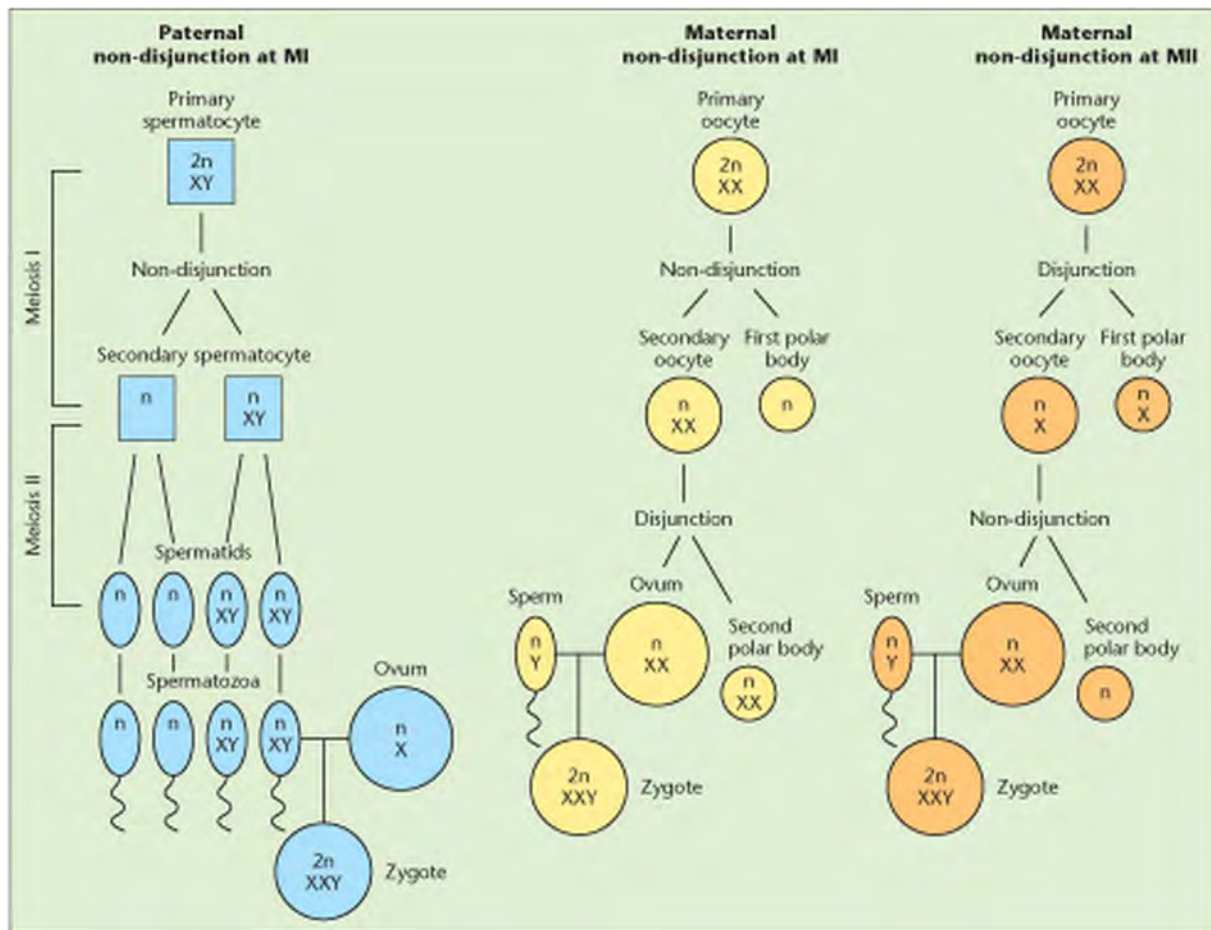 Paternal
non-disjunction at MI
Primary
spermatocyte
2n
XY
Non-disjunction
Secondary spermatocyte
n
n
XY
Spermatids
n
n
n
XY
n
XY
Spermatozoa
n
n
n
XY
n
XY
Ovum
n
X
2n
XXY
Zygote
Meiosis I
Meiosis II
Maternal
non-disjunction at MI
Primary
oocyte
2n
XX
Non-disjunction
Secondary
oocyte
First polar
body
n
XX
n
Disjunction
Sperm
Ovum
Second
polar body
n
Y
n
XX
n
XX
2n
XXY
Zygote
Maternal
non-disjunction at MII
Primary
oocyte
2n
XX
Disjunction
Secondary
oocyte
First polar
body
n
X
n
X
Non-disjunction
Sperm
Ovum
Second
polar body
n
Y
n
XX
n
2n
XXY
Zygote